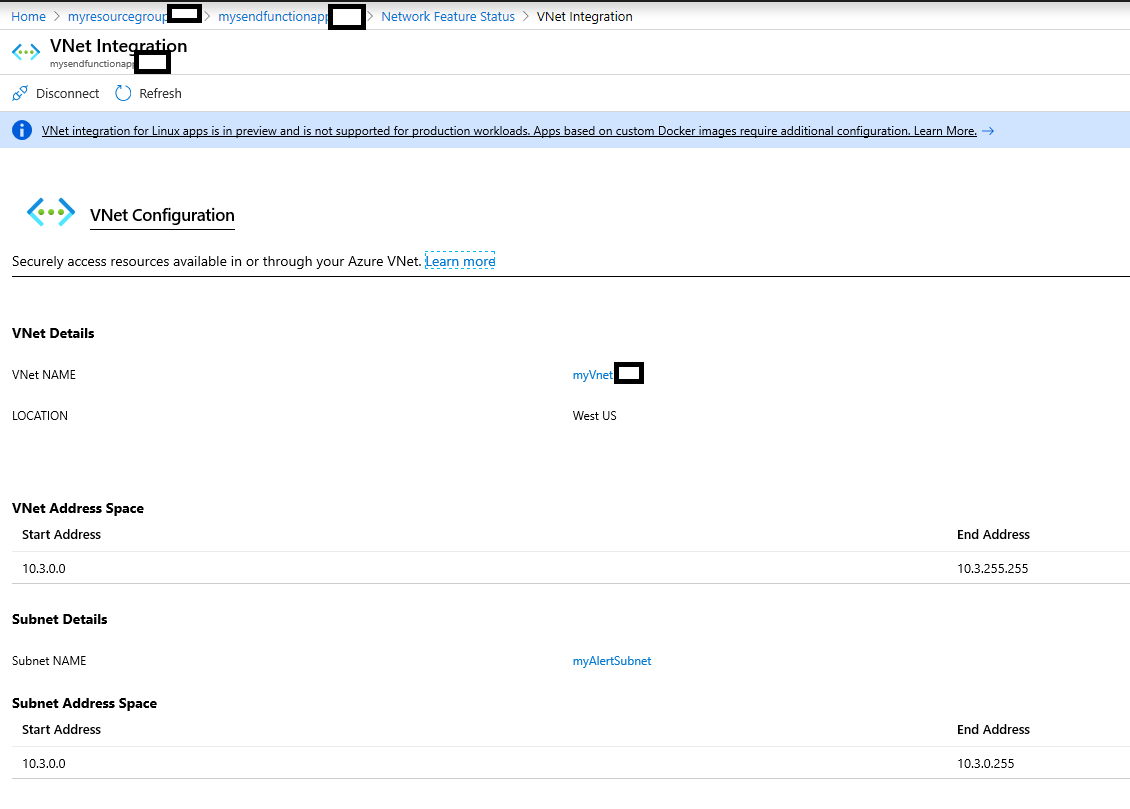 Home > myresourcegroup > mysendfunctionapp > Network Feature Status > VNet Integration
VNet Integration
mysendfunctionapp
Disconnect Refresh
VNet integration for Linux apps is in preview and is not supported for production workloads. Apps based on custom Docker images require additional configuration. Learn More. →
VNet Configuration
Securely access resources available in or through your Azure VNet. Learn more
VNet Details
VNet NAME myVnet
LOCATION West US
VNet Address Space
Start Address End Address
10.3.0.0 10.3.255.255
Subnet Details
Subnet NAME myAlertSubnet
Subnet Address Space
Start Address End Address
10.3.0.0 10.3.0.255